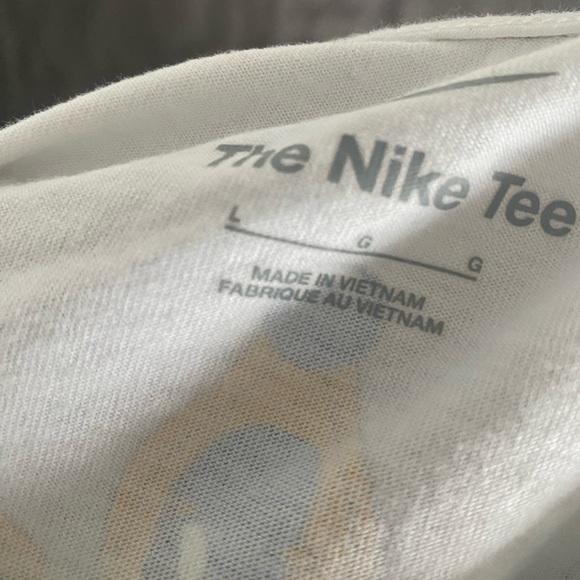 The Nike Tee
L G G
MADE IN VIETNAM
FABRIQUE AU VIETNAM